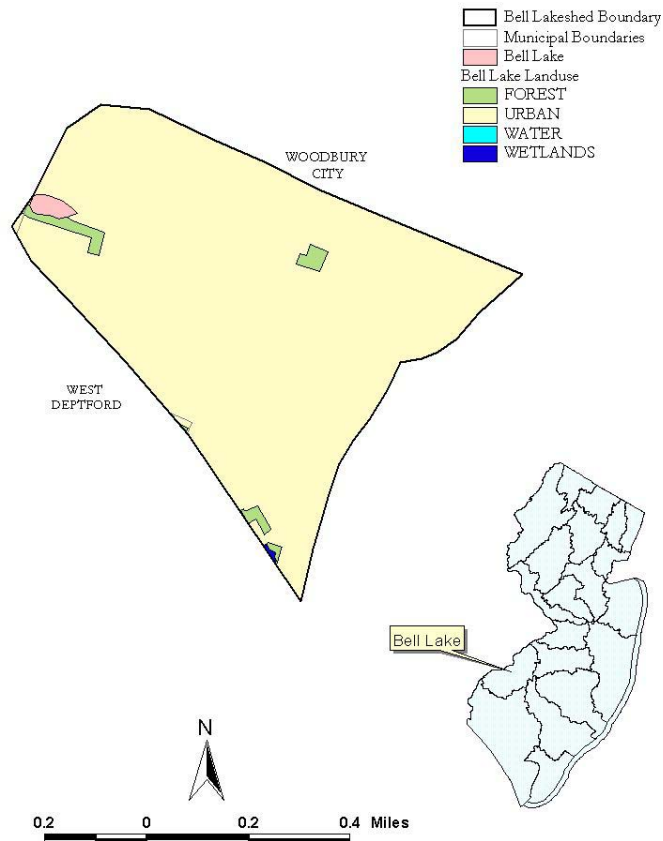 Bell Lakeshed Boundary
Municipal Boundaries
Bell Lake
Bell Lake Landuse
FOREST
URBAN
WATER
WETLANDS
WOODBURY
CITY
WEST
DEPTFORD
Bell Lake
N
0.2 0 0.2 0.4 Miles